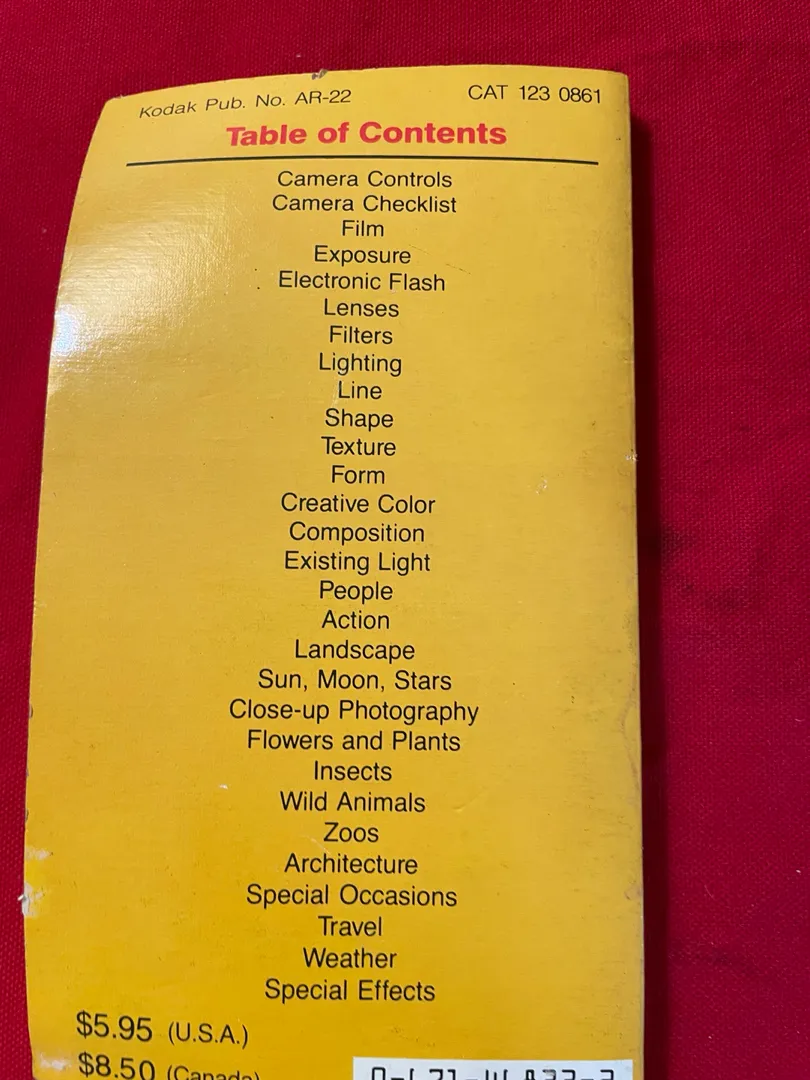 Kodak Pub. No. AR-22 CAT 123 0861
Table of Contents
Camera Controls
Camera Checklist
Film
Exposure
Electronic Flash
Lenses
Filters
Lighting
Line
Shape
Texture
Form
Creative Color
Composition
Existing Light
People
Action
Landscape
Sun, Moon, Stars
Close-up Photography
Flowers and Plants
Insects
Wild Animals
Zoos
Architecture
Special Occasions
Travel
Weather
Special Effects
$5.95 (U.S.A.)
$8.50 (Canada)